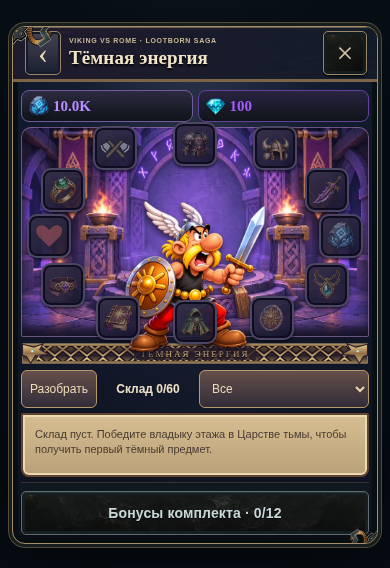 VIKING VS ROME · LOOTBORN SAGA
Тёмная энергия
10.0K
100
ТЁМНАЯ ЭНЕРГИЯ
Разобрать
Склад 0/60
Все
Склад пуст. Победите владыку этажа в Царстве тьмы, чтобы
получить первый тёмный предмет.
Бонусы комплекта · 0/12